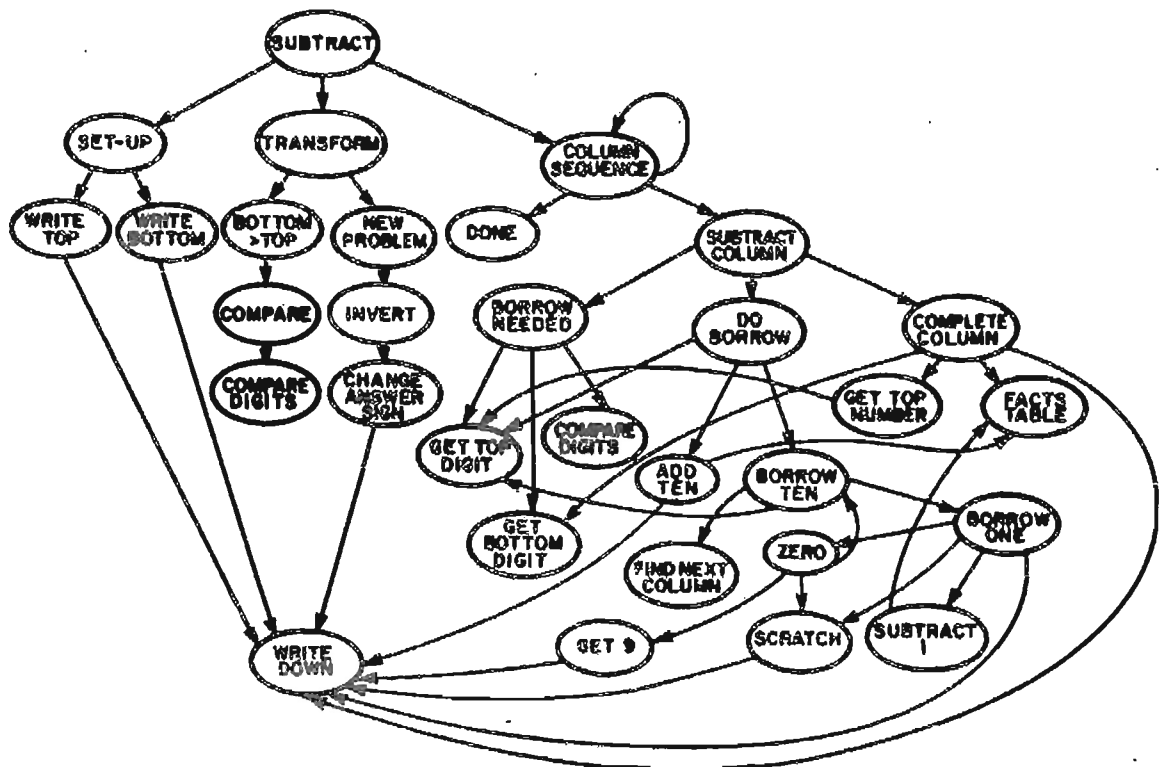 SUBTRACT
SET-UP
TRANSFORM
COLUMN
SEQUENCE
WRITE
TOP
WRITE
BOTTOM
BOTTOM
>TOP
NEW
PROBLEM
DONE
SUBTRACT
COLUMN
COMPARE
INVERT
BORROW
NEEDED
DO
BORROW
COMPLETE
COLUMN
COMPARE
DIGITS
CHANGE
ANSWER
SIGN
GET TOP
NUMBER
FACTS
TABLE
GET TOP
DIGIT
COMPARE
DIGITS
ADD
TEN
BORROW
TEN
GET
BOTTOM
DIGIT
FIND NEXT
COLUMN
ZERO
BORROW
ONE
WRITE
DOWN
GET 9
SCRATCH
SUBTRACT
1